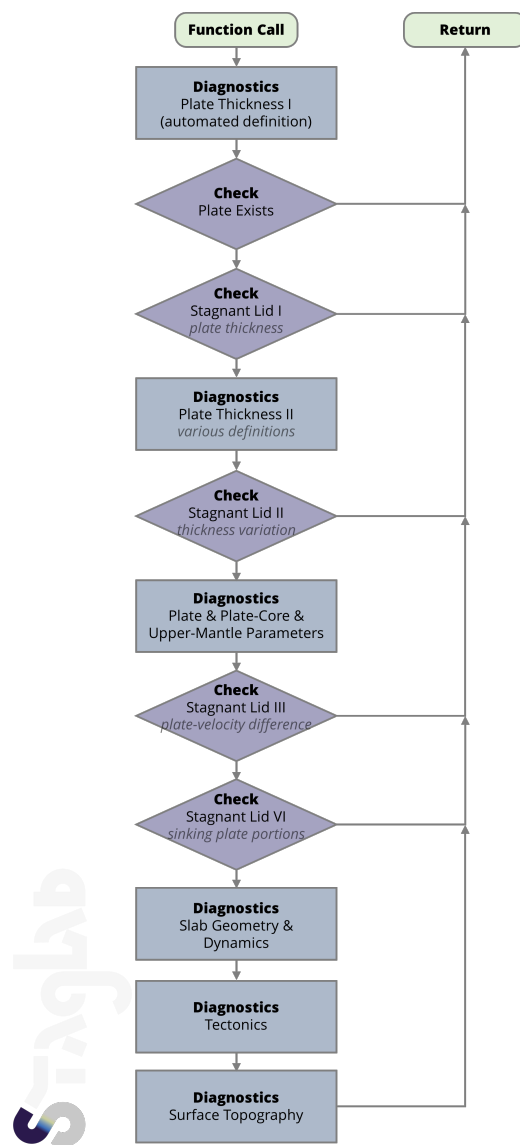 Function Call
Return
Diagnostics
Plate Thickness I
(automated definition)
Check
Plate Exists
Check
Stagnant Lid I
plate thickness
Diagnostics
Plate Thickness II
various definitions
Check
Stagnant Lid II
thickness variation
Diagnostics
Plate & Plate-Core &
Upper-Mantle Parameters
Check
Stagnant Lid III
plate-velocity difference
Check
Stagnant Lid VI
sinking plate portions
Diagnostics
Slab Geometry &
Dynamics
Diagnostics
Tectonics
Diagnostics
Surface Topography
STAGLAB